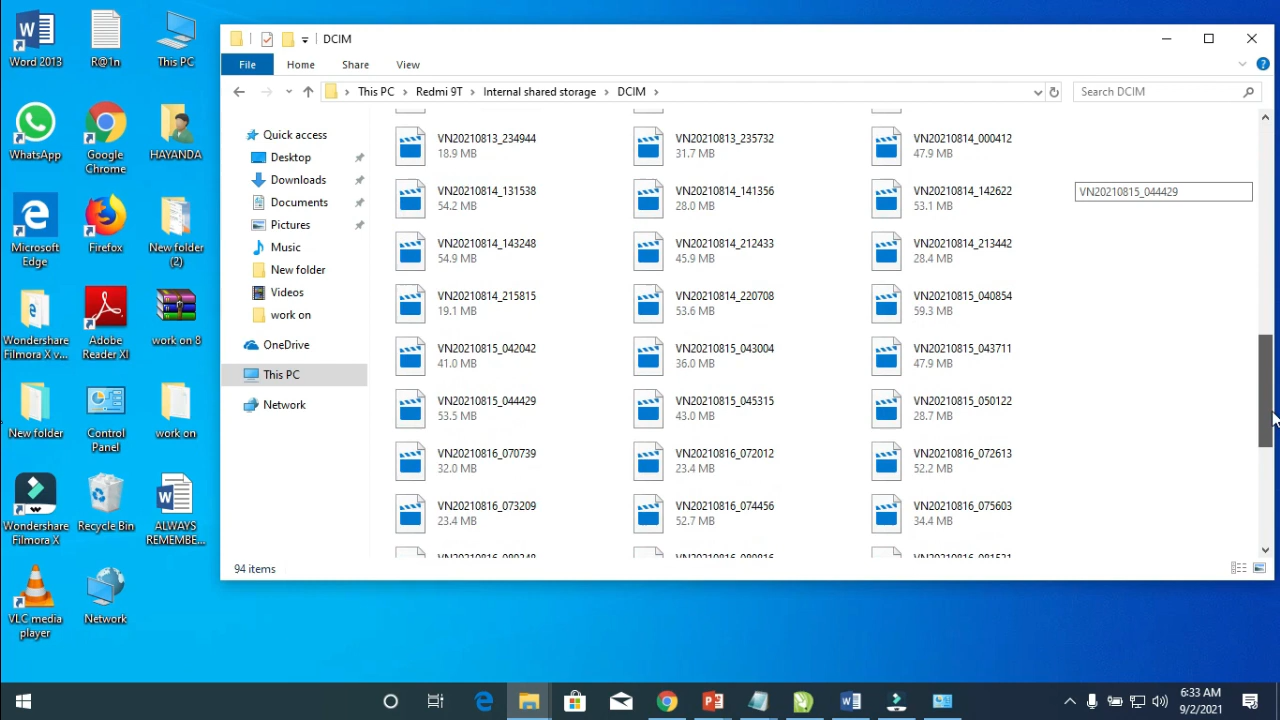 DCIM
File
Home
Share
View
This PC
Redmi 9T
Internal shared storage
DCIM
Search DCIM
Quick access
Desktop
Downloads
Documents
Pictures
Music
New folder
Videos
work on
OneDrive
This PC
Network
VN20210813_234944
18.9 MB
VN20210813_235732
31.7 MB
VN20210814_000412
47.9 MB
VN20210814_131538
54.2 MB
VN20210814_141356
28.0 MB
VN20210814_142622
53.1 MB
VN20210815_044429
VN20210814_143248
54.9 MB
VN20210814_212433
45.9 MB
VN20210814_213442
28.4 MB
VN20210814_215815
19.1 MB
VN20210814_220708
53.6 MB
VN20210815_040854
59.3 MB
VN20210815_042042
41.0 MB
VN20210815_043004
36.0 MB
VN20210815_043711
47.9 MB
VN20210815_044429
53.5 MB
VN20210815_045315
43.0 MB
VN20210815_050122
28.7 MB
VN20210816_070739
32.0 MB
VN20210816_072012
23.4 MB
VN20210816_072613
52.2 MB
VN20210816_073209
23.4 MB
VN20210816_074456
52.7 MB
VN20210816_075603
34.4 MB
94 items
Word 2013
R@1n
This PC
WhatsApp
Google
Chrome
HAYANDA
Microsoft
Edge
Firefox
New folder
(2)
Wondershare
Filmora X v...
Adobe
Reader XI
work on 8
New folder
Control
Panel
work on
Wondershare
Filmora X
Recycle Bin
ALWAYS
REMEMBE...
VLC media
player
Network
6:33 AM
9/2/2021